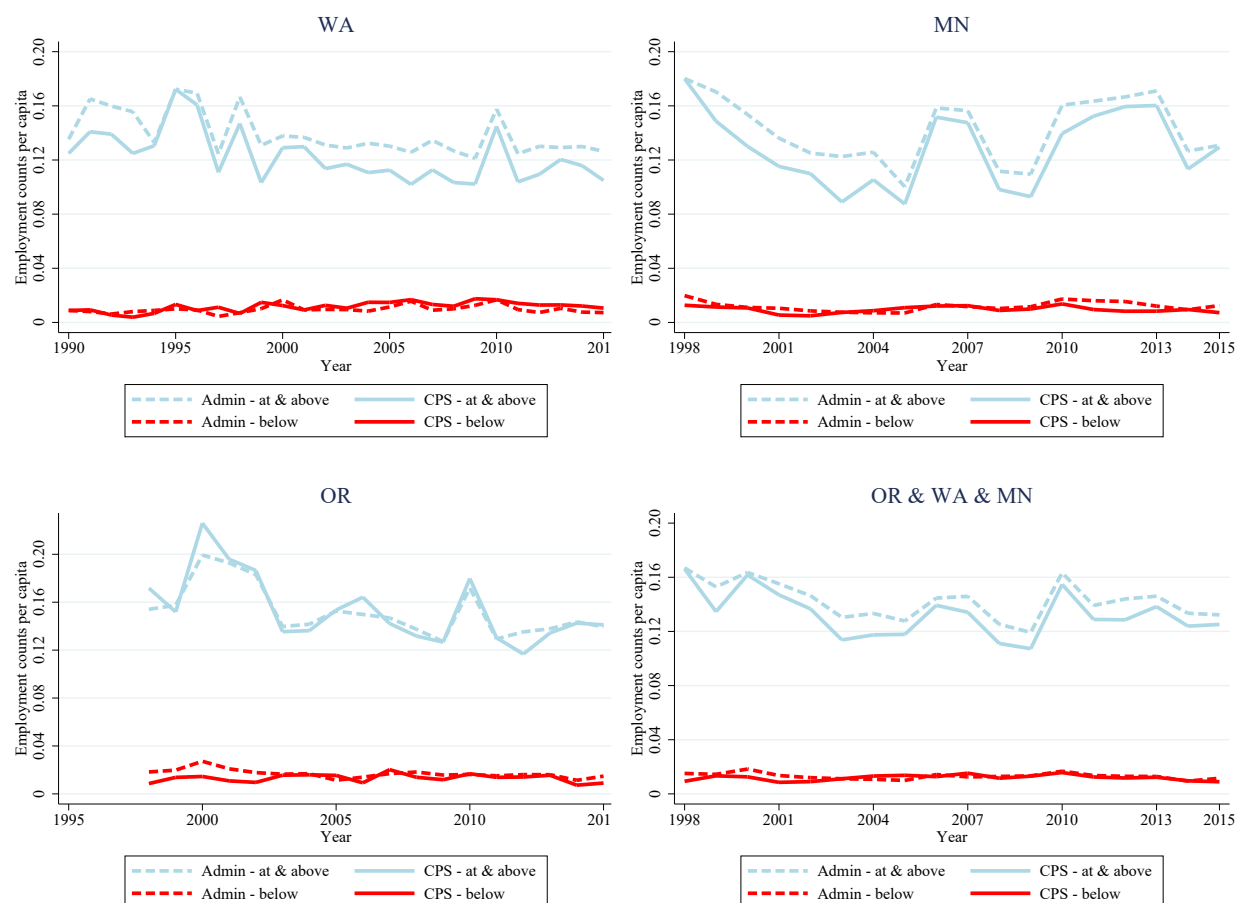 WA
Employment counts per capita
0.20
0.16
0.12
0.08
0.04
0
1990 1995 2000 2005 2010 201
Year
Admin - at & above CPS - at & above
Admin - below CPS - below
MN
Employment counts per capita
0.20
0.16
0.12
0.08
0.04
0
1998 2001 2004 2007 2010 2013 2015
Year
Admin - at & above CPS - at & above
Admin - below CPS - below
OR
Employment counts per capita
0.20
0.16
0.12
0.08
0.04
0
1995 2000 2005 2010 201
Year
Admin - at & above CPS - at & above
Admin - below CPS - below
OR & WA & MN
Employment counts per capita
0.20
0.16
0.12
0.08
0.04
0
1998 2001 2004 2007 2010 2013 2015
Year
Admin - at & above CPS - at & above
Admin - below CPS - below